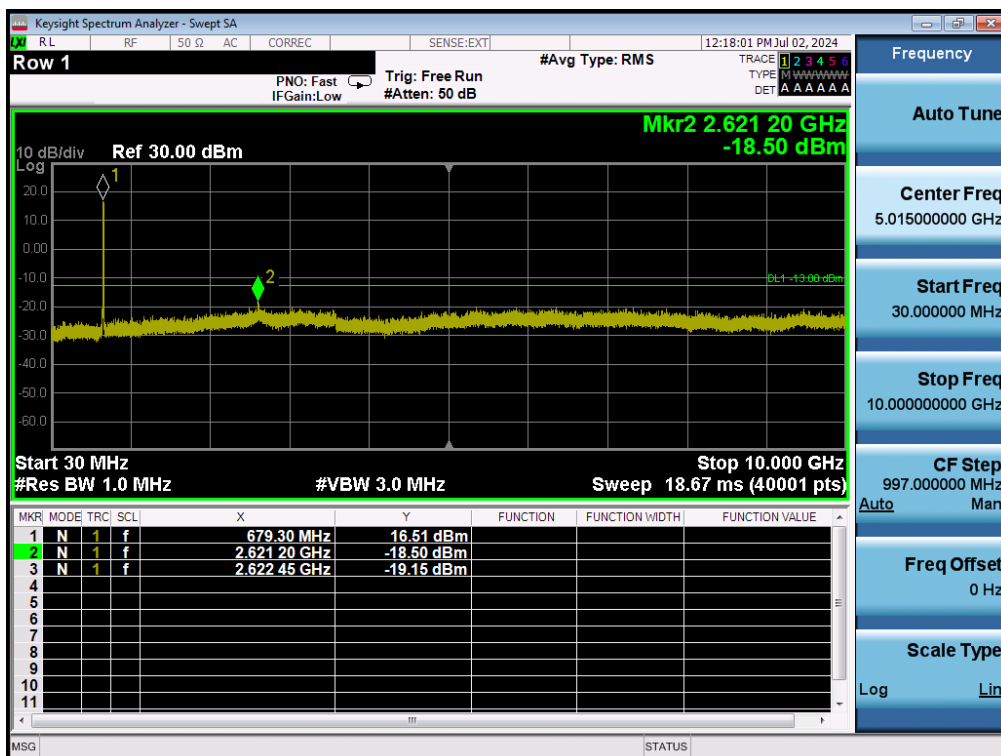 Keysight Spectrum Analyzer - Swept SA
LXI RL RF 50 Ω AC CORREC SENSE:EXT 12:18:01 PM Jul 02, 2024
Row 1
#Avg Type: RMS
TRACE 1 2 3 4 5 6
PNO: Fast Trig: Free Run
TYPE M WWWWW
IFGain:Low #Atten: 50 dB
DET A A A A A A
Mkr2 2.621 20 GHz
-18.50 dBm
10 dB/div Ref 30.00 dBm
Log
1
20.0
10.0
0.00
-10.0
2
DL1 -13.00 dBm
-20.0
-30.0
-40.0
-50.0
-60.0
Start 30 MHz Stop 10.000 GHz
#Res BW 1.0 MHz #VBW 3.0 MHz Sweep 18.67 ms (40001 pts)
MKR MODE TRC SCL X Y FUNCTION FUNCTION WIDTH FUNCTION VALUE
1 N 1 f 679.30 MHz 16.51 dBm
2 N 1 f 2.621 20 GHz -18.50 dBm
3 N 1 f 2.622 45 GHz -19.15 dBm
4
5
6
7
8
9
10
11
MSG STATUS
Frequency
Auto Tune
Center Freq
5.015000000 GHz
Start Freq
30.000000 MHz
Stop Freq
10.000000000 GHz
CF Step
997.000000 MHz
Auto Man
Freq Offset
0 Hz
Scale Type
Log Lin